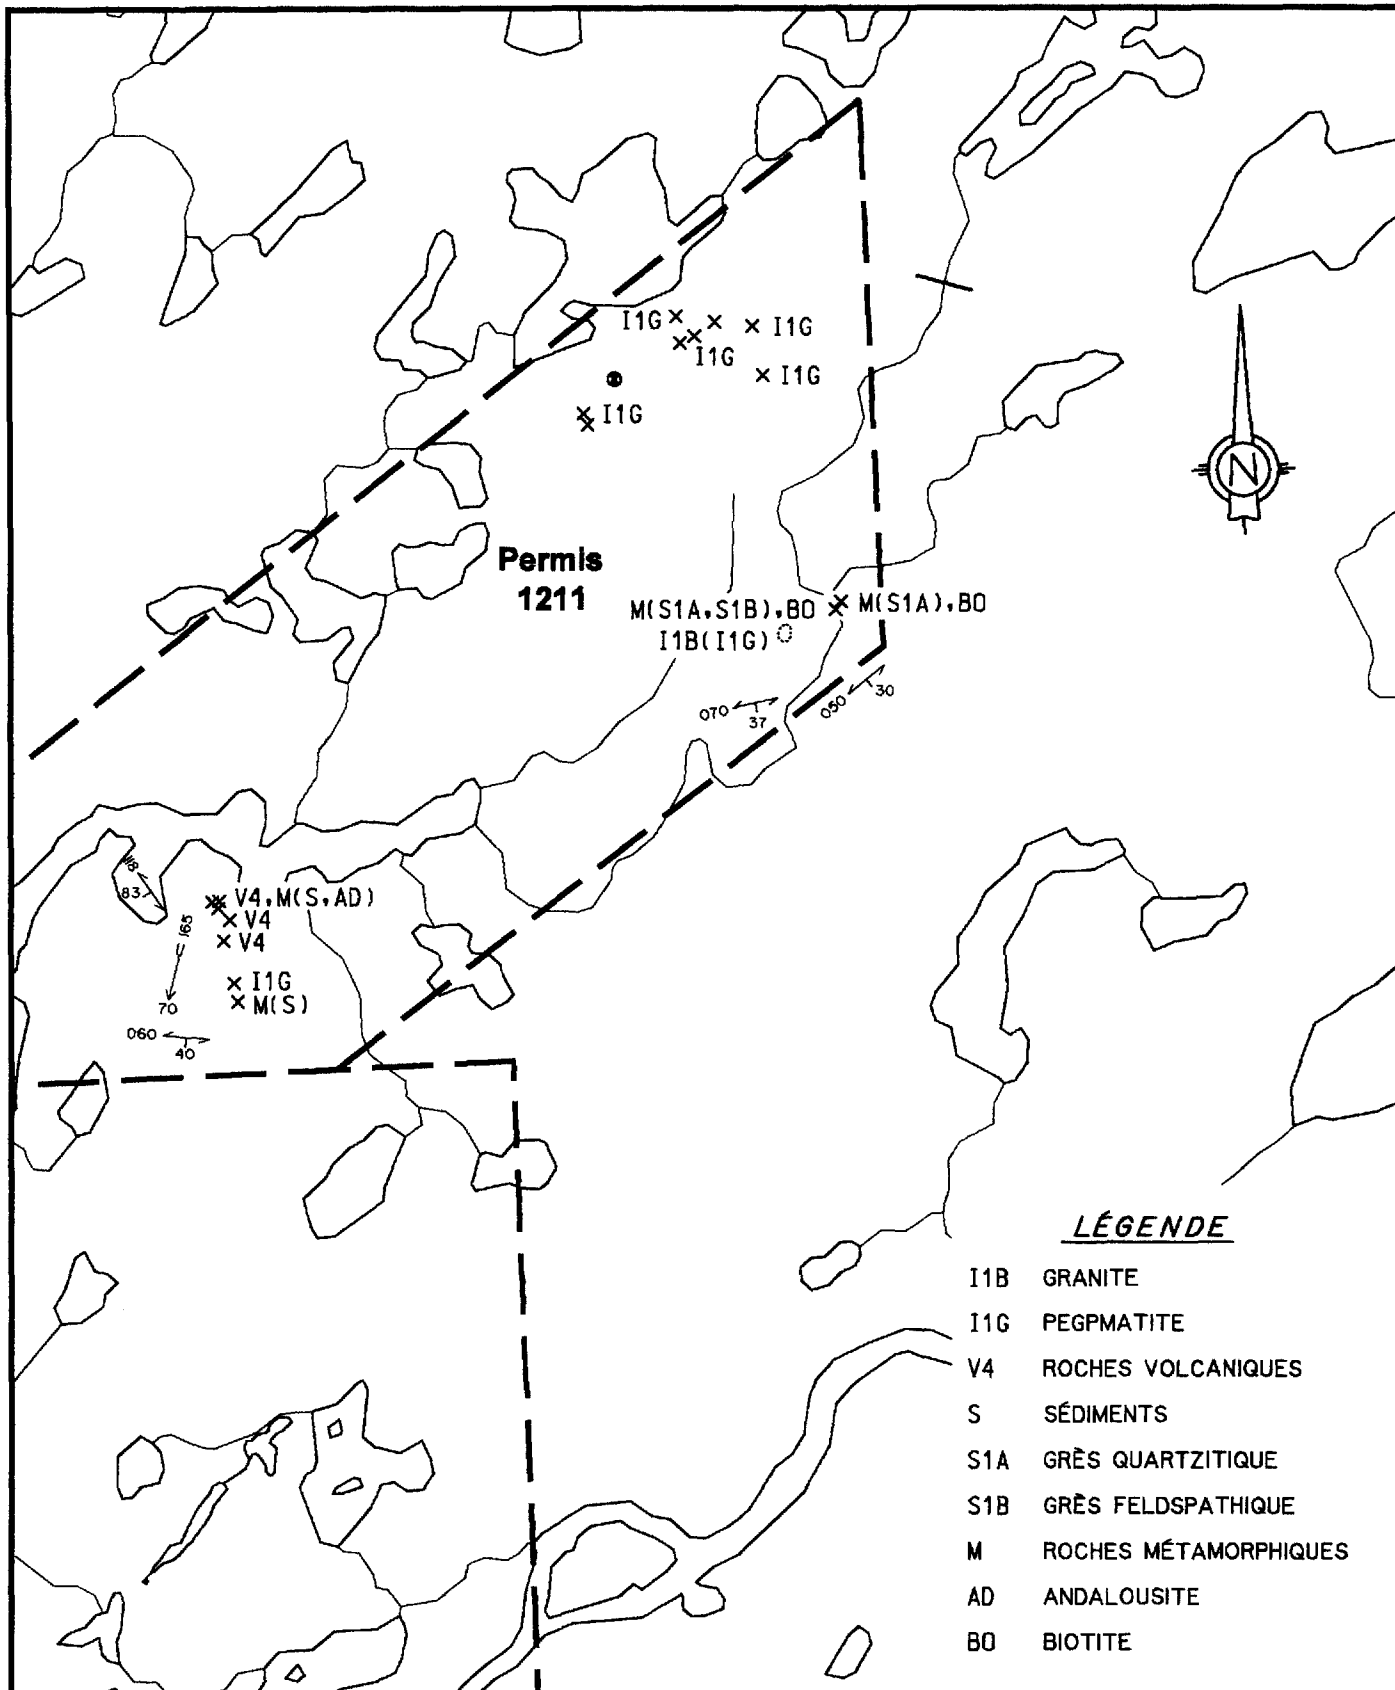 I1G
I1G
I1G
I1G
I1G
N
Permis
1211
M(S1A,S1B),BO
M(S1A),BO
I1B(I1G)
070
37
050
30
118
83
V4,M(S,AD)
V4
V4
165
I1G
M(S)
70
060
40
LÉGENDE
I1B GRANITE
I1G PEGPMATITE
V4 ROCHES VOLCANIQUES
S SÉDIMENTS
S1A GRÈS QUARTZITIQUE
S1B GRÈS FELDSPATHIQUE
M ROCHES MÉTAMORPHIQUES
AD ANDALOUSITE
BO BIOTITE